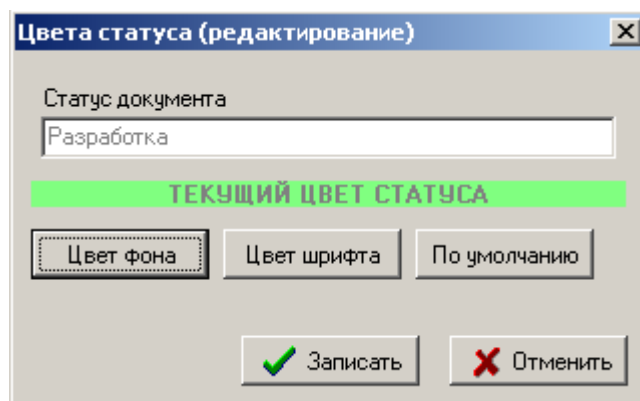 Цвета статуса (редактирование)
Статус документа
Разработка
ТЕКУЩИЙ ЦВЕТ СТАТУСА
Цвет фона
Цвет шрифта
По умолчанию
Записать
Отменить